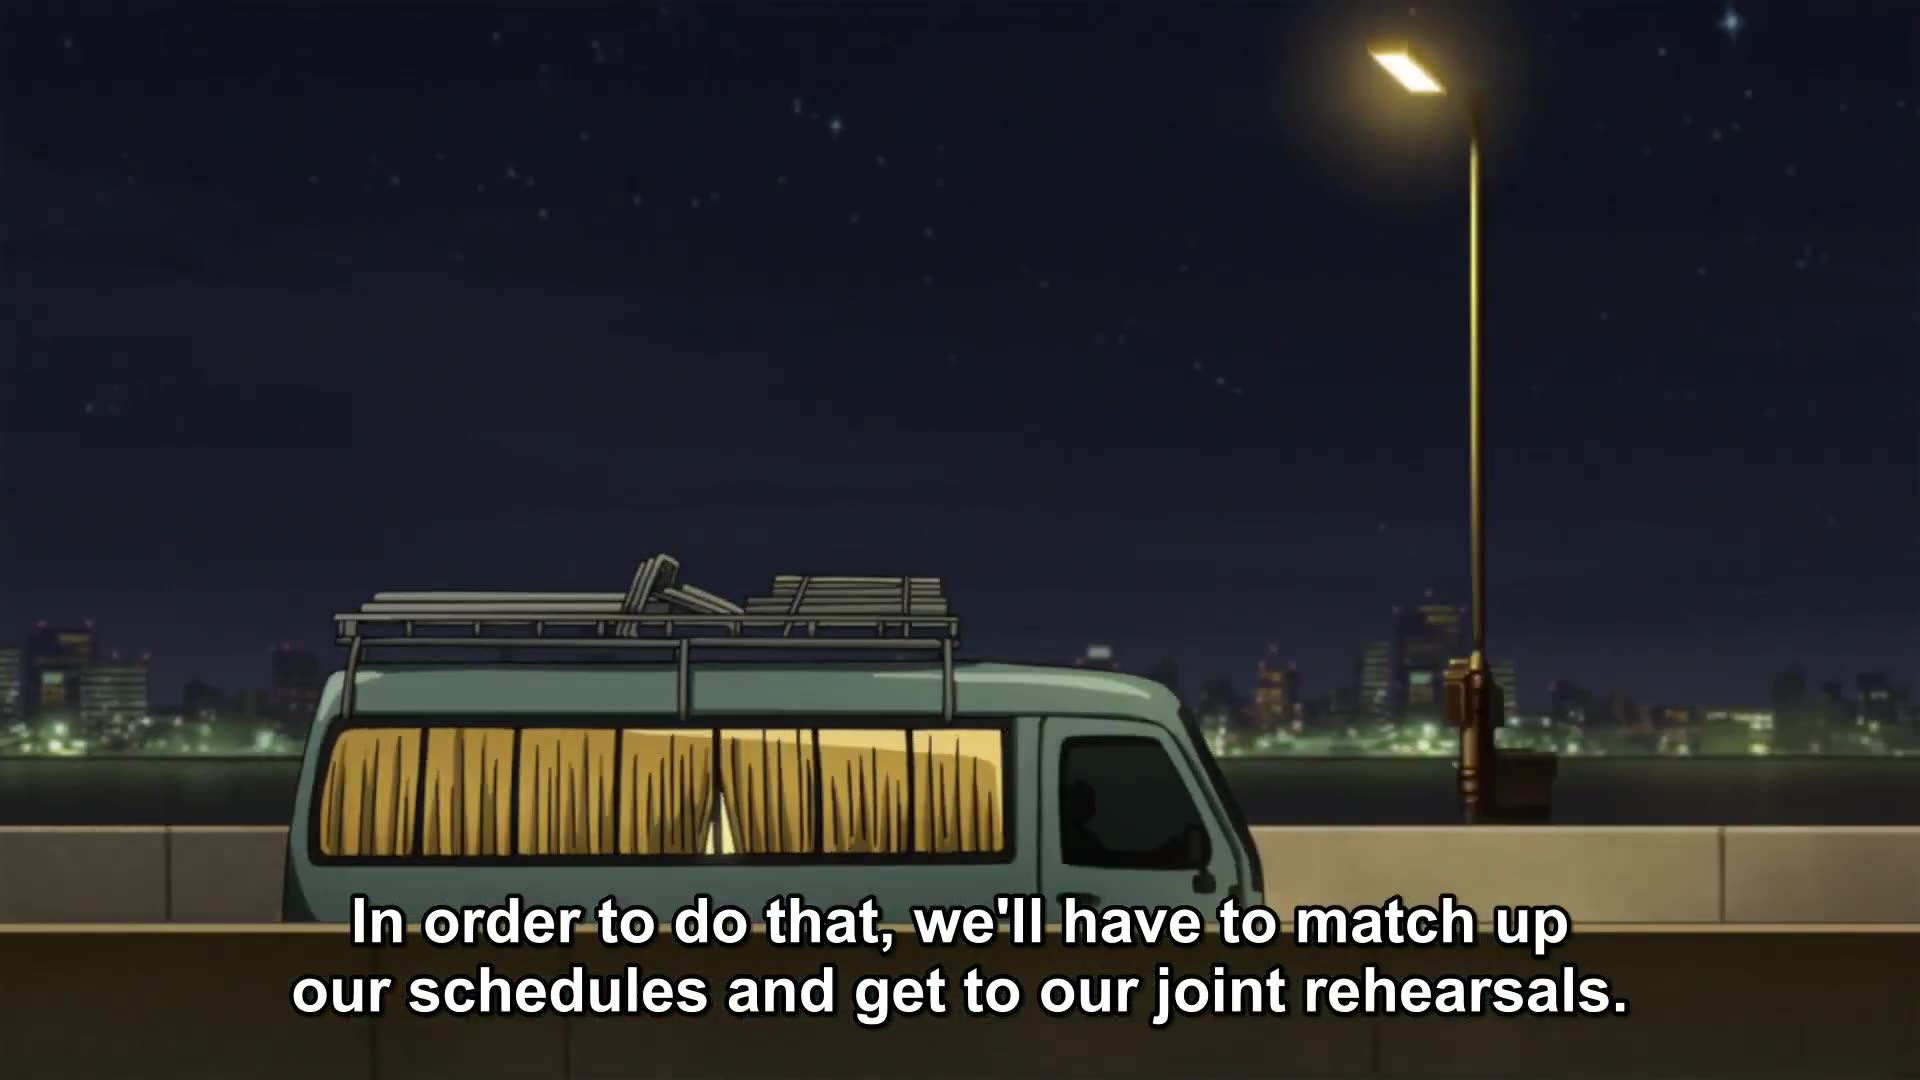 In order to do that, we'll have to match up
our schedules and get to our joint rehearsals.